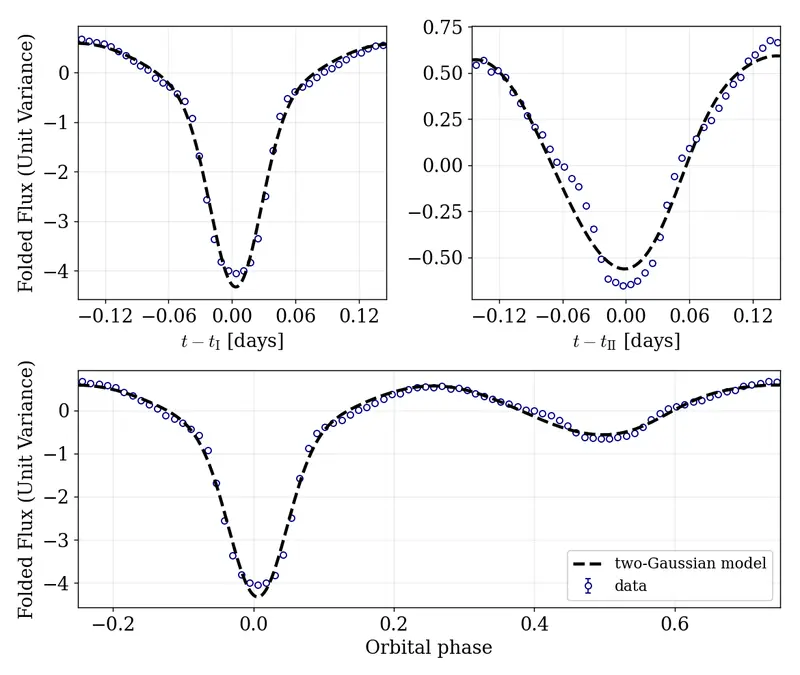 Folded Flux (Unit Variance)
0
−1
−2
−3
−4
−0.12 −0.06 0.00 0.06 0.12
t − t_I [days]
0.75
0.50
0.25
0.00
−0.25
−0.50
−0.12 −0.06 0.00 0.06 0.12
t − t_II [days]
Folded Flux (Unit Variance)
0
−1
−2
−3
−4
−0.2 0.0 0.2 0.4 0.6
Orbital phase
two-Gaussian model
data